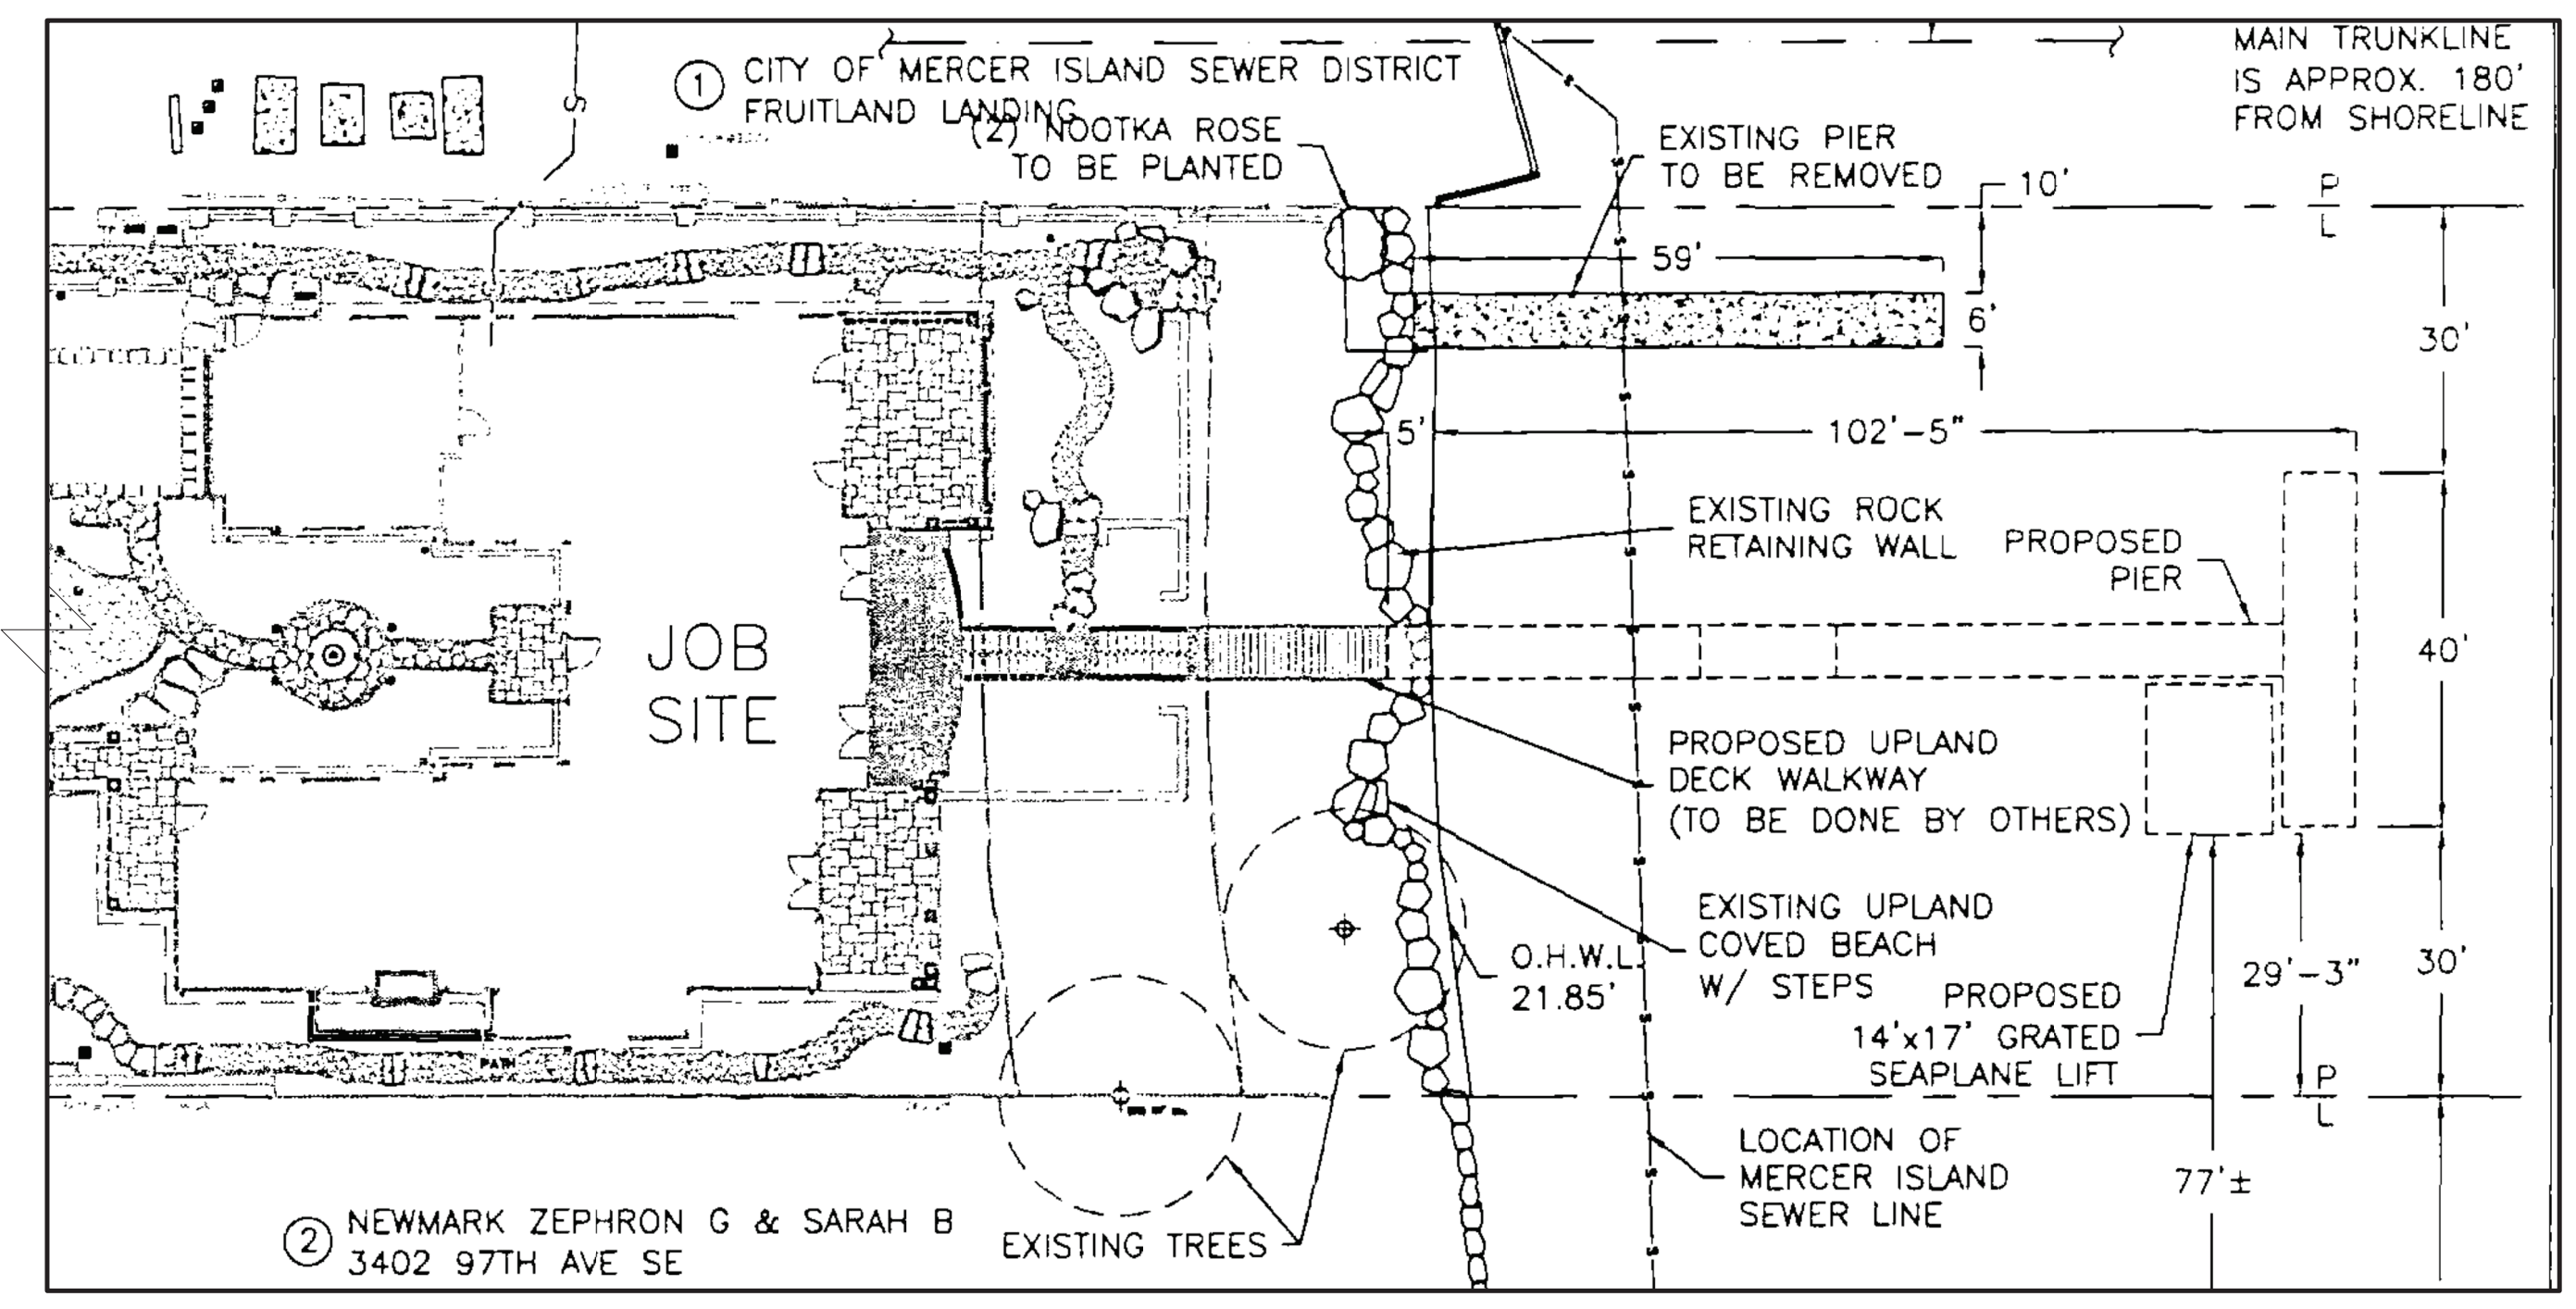 MAIN TRUNKLINE
IS APPROX. 180'
FROM SHORELINE
1 CITY OF MERCER ISLAND SEWER DISTRICT
FRUITLAND LANDING
(2) NOOTKA ROSE
TO BE PLANTED
EXISTING PIER
TO BE REMOVED
10'
P
L
S
59'
6'
30'
5'
102'-5"
EXISTING ROCK
RETAINING WALL
PROPOSED
PIER
JOB
SITE
40'
PROPOSED UPLAND
DECK WALKWAY
(TO BE DONE BY OTHERS)
EXISTING UPLAND
COVED BEACH
W/ STEPS
O.H.W.L.
21.85'
29'-3"
30'
PROPOSED
14'x17' GRATED
SEAPLANE LIFT
PATH
P
L
LOCATION OF
MERCER ISLAND
SEWER LINE
77'±
2 NEWMARK ZEPHRON G & SARAH B
3402 97TH AVE SE
EXISTING TREES